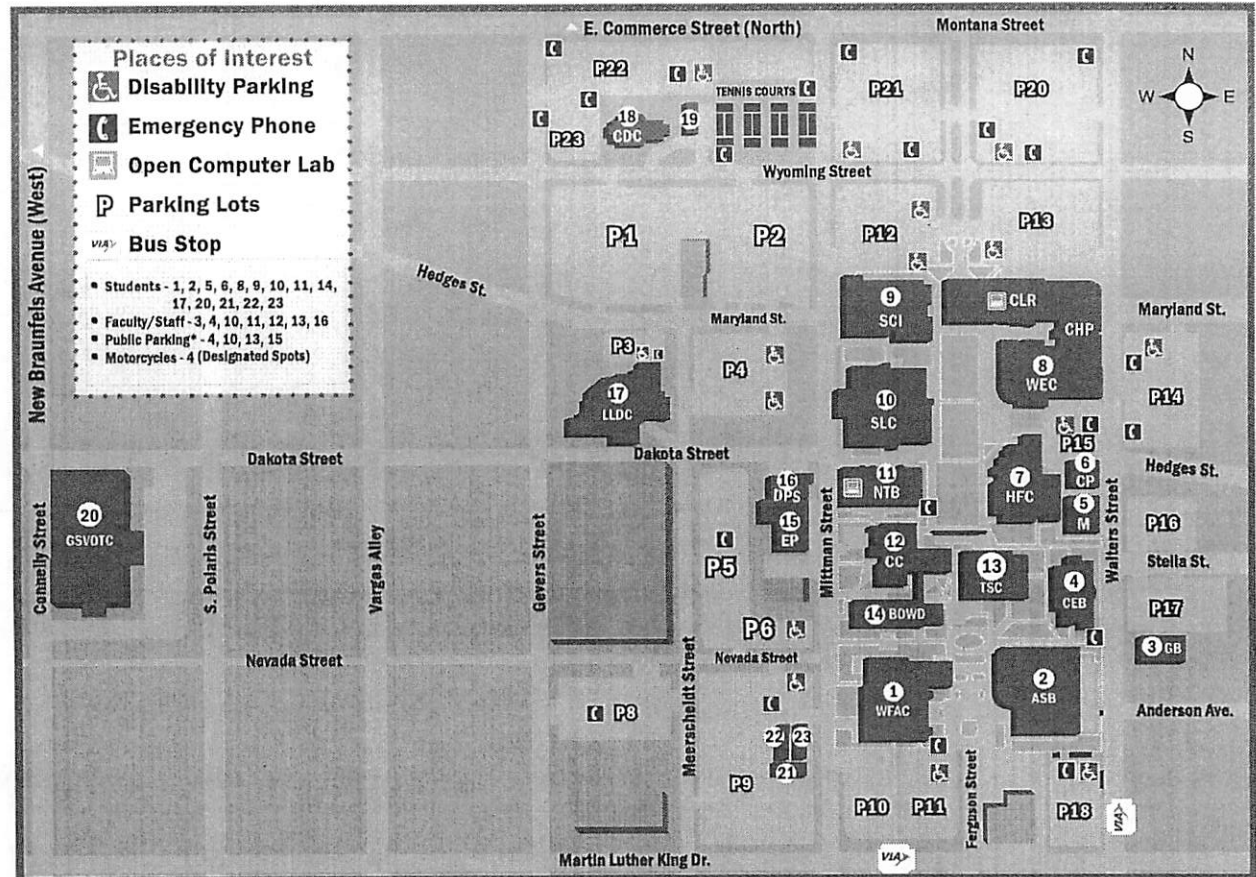 E. Commerce Street (North)
Montana Street
Places of Interest
Disability Parking
Emergency Phone
Open Computer Lab
P Parking Lots
VIA Bus Stop
• Students - 1, 2, 5, 6, 8, 9, 10, 11, 14,
17, 20, 21, 22, 23
• Faculty/Staff - 3, 4, 10, 11, 12, 13, 16
• Public Parking* - 4, 10, 13, 15
• Motorcycles - 4 (Designated Spots)
N
W E
S
P22
P21
P20
TENNIS COURTS
18
CDC
19
P23
Wyoming Street
New Braunfels Avenue (West)
P1
P2
P12
P13
Hedges St.
9
SCI
CLR
CHP
Maryland St.
Maryland St.
P3
P4
8
WEC
P14
17
LLDC
10
SLC
P15
Dakota Street
Dakota Street
Hedges St.
6
CP
7
HFC
11
NTB
16
DPS
5
M
P16
20
GSVOTC
15
EP
12
CC
13
TSC
Stella St.
4
CEB
P5
P17
Connelly Street
S. Polaris Street
Vargas Alley
Gevers Street
Mittman Street
Walters Street
14 BOWD
P6
3 GB
Nevada Street
Nevada Street
Meerscheidt Street
1
WFAC
2
ASB
Anderson Ave.
P8
22
23
21
P9
P10
P11
Ferguson Street
P18
VIA
Martin Luther King Dr.
VIA